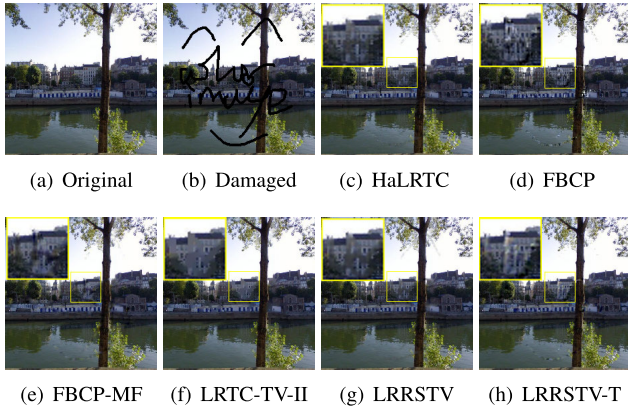 (a) Original
(b) Damaged
(c) HaLRTC
(d) FBCP
(e) FBCP-MF
(f) LRTC-TV-II
(g) LRRSTV
(h) LRRSTV-T